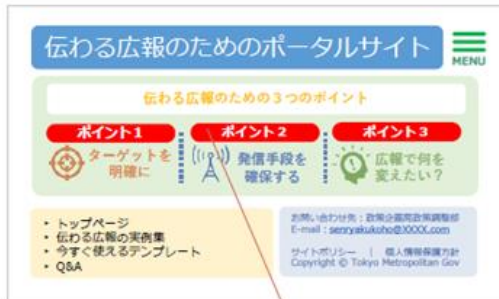 伝わる広報のためのポータルサイト
MENU
伝わる広報のための3つのポイント
ポイント1
ターゲットを
明確に
ポイント2
発信手段を
確保する
ポイント3
広報で何を
変えたい?
・ トップページ
・ 伝わる広報の実例集
・ 今すぐ使えるテンプレート
・ Q&A
お問い合わせ先:政策企画局政策調整部
E-mail:senryakukoho@XXXX.com
サイトポリシー | 個人情報保護方針
Copyright © Tokyo Metropolitan Gov